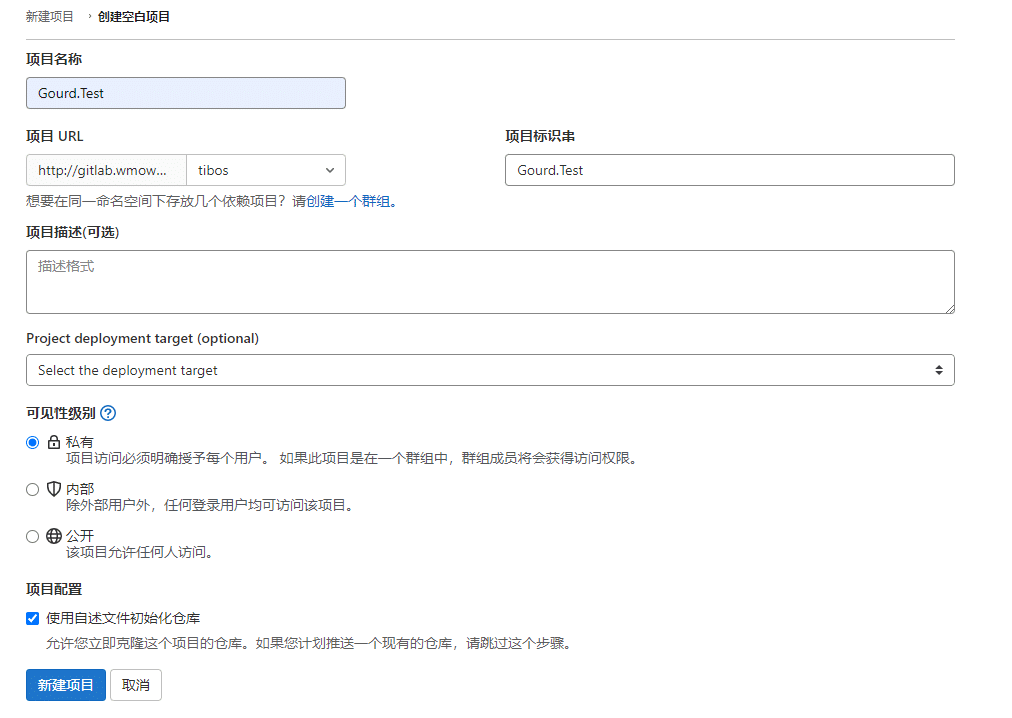 新建项目 › 创建空白项目
项目名称
Gourd.Test
项目 URL
项目标识串
http://gitlab.wmow... tibos
Gourd.Test
想要在同一命名空间下存放几个依赖项目？请创建一个群组。
项目描述(可选)
描述格式
Project deployment target (optional)
Select the deployment target
可见性级别
私有
项目访问必须明确授予每个用户。 如果此项目是在一个群组中，群组成员将会获得访问权限。
内部
除外部用户外，任何登录用户均可访问该项目。
公开
该项目允许任何人访问。
项目配置
使用自述文件初始化仓库
允许您立即克隆这个项目的仓库。如果您计划推送一个现有的仓库，请跳过这个步骤。
新建项目 取消